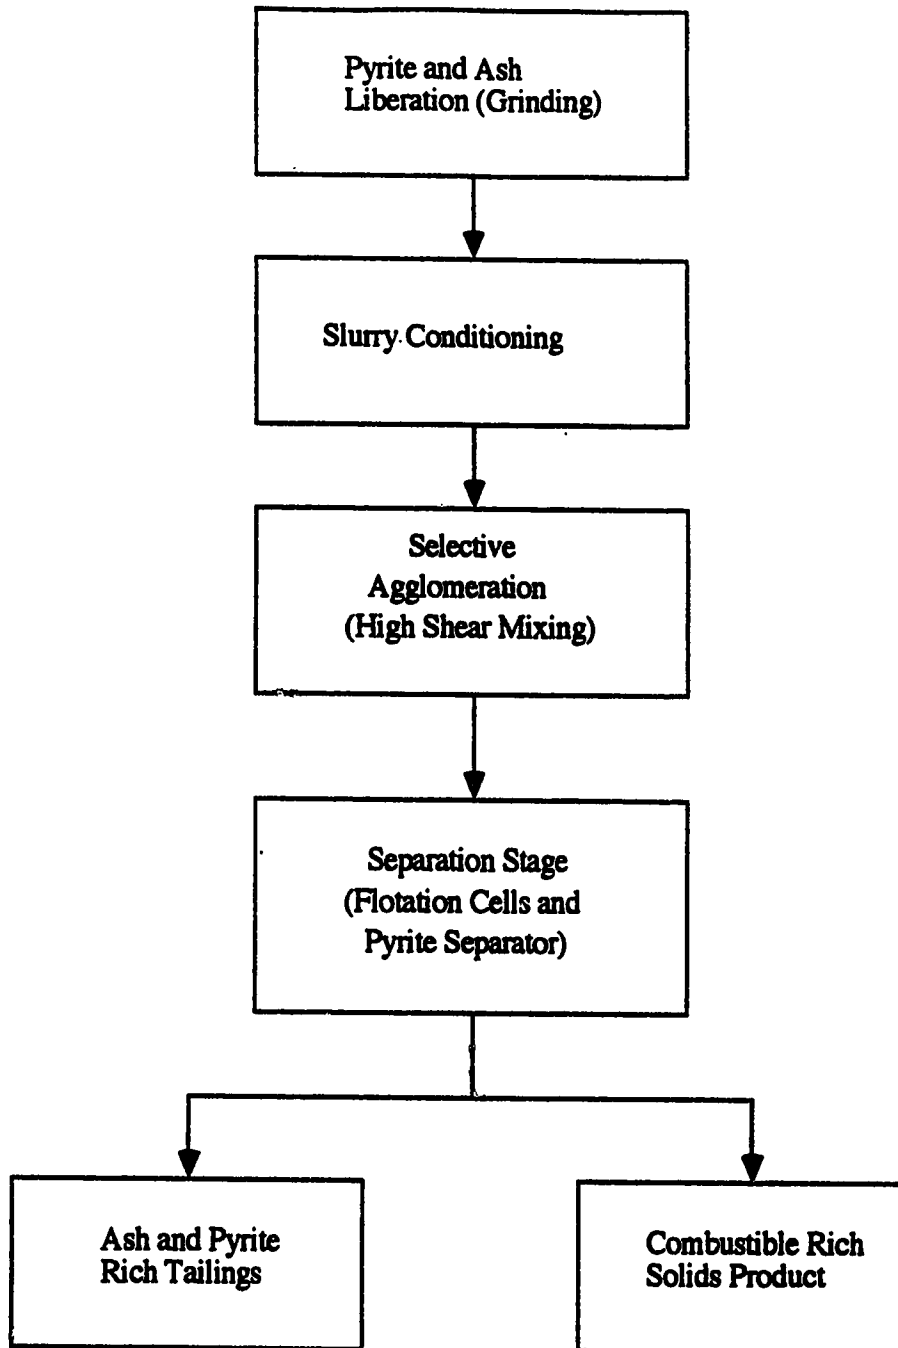 Pyrite and Ash
Liberation (Grinding)
Slurry Conditioning
Selective
Agglomeration
(High Shear Mixing)
Separation Stage
(Flotation Cells and
Pyrite Separator)
Ash and Pyrite
Rich Tailings
Combustible Rich
Solids Product